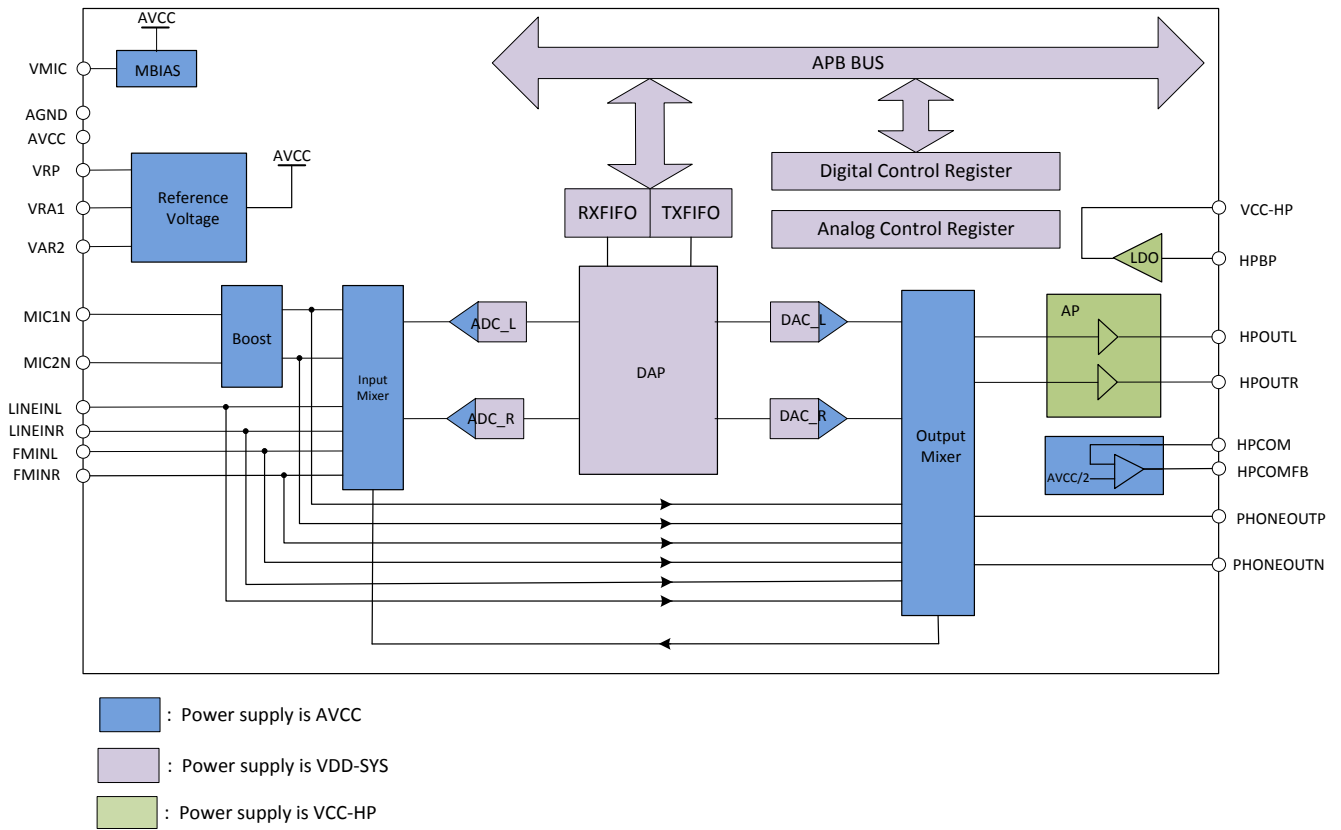 AVCC
VMIC
MBIAS
APB BUS
AGND
AVCC
VRP
VRA1
VAR2
Reference
Voltage
AVCC
RXFIFO
TXFIFO
Digital Control Register
Analog Control Register
VCC-HP
LDO
HPBP
MIC1N
MIC2N
Boost
LINEINL
LINEINR
FMINL
FMINR
Input
Mixer
ADC_L
ADC_R
DAP
DAC_L
DAC_R
Output
Mixer
AP
HPOUTL
HPOUTR
HPCOM
AVCC/2
HPCOMFB
PHONEOUTP
PHONEOUTN
: Power supply is AVCC
: Power supply is VDD-SYS
: Power supply is VCC-HP